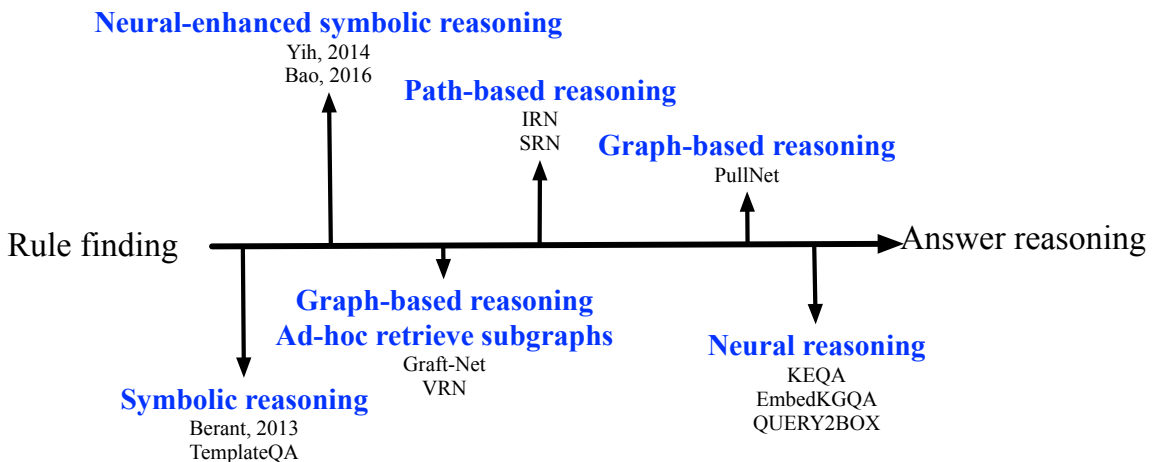 Neural-enhanced symbolic reasoning
Yih, 2014
Bao, 2016
Path-based reasoning
IRN
SRN
Graph-based reasoning
PullNet
Rule finding
Answer reasoning
Graph-based reasoning
Ad-hoc retrieve subgraphs
Graft-Net
VRN
Neural reasoning
KEQA
EmbedKGQA
QUERY2BOX
Symbolic reasoning
Berant, 2013
TemplateQA